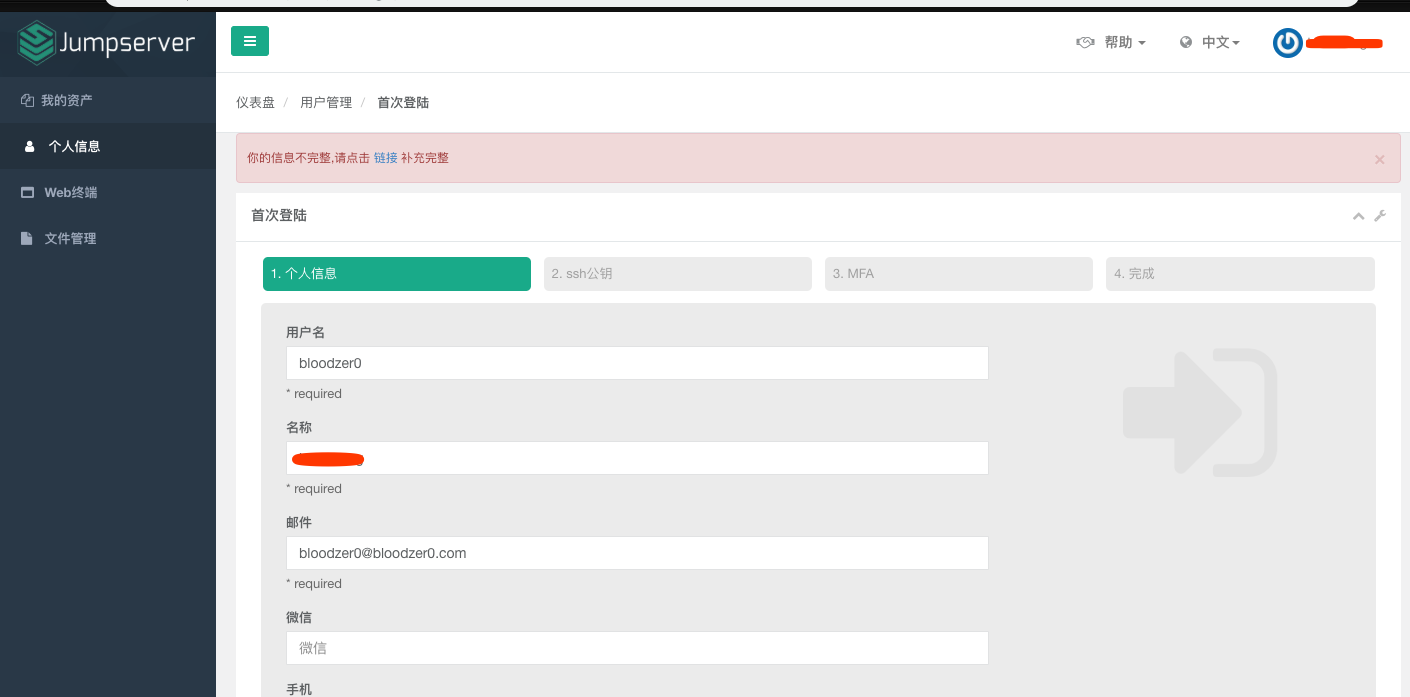 Jumpserver
帮助
中文
我的资产
个人信息
Web终端
文件管理
仪表盘 / 用户管理 / 首次登陆
你的信息不完整,请点击 链接 补充完整
×
首次登陆
1. 个人信息
2. ssh公钥
3. MFA
4. 完成
用户名
bloodzer0
* required
名称
* required
邮件
bloodzer0@bloodzer0.com
* required
微信
微信
手机